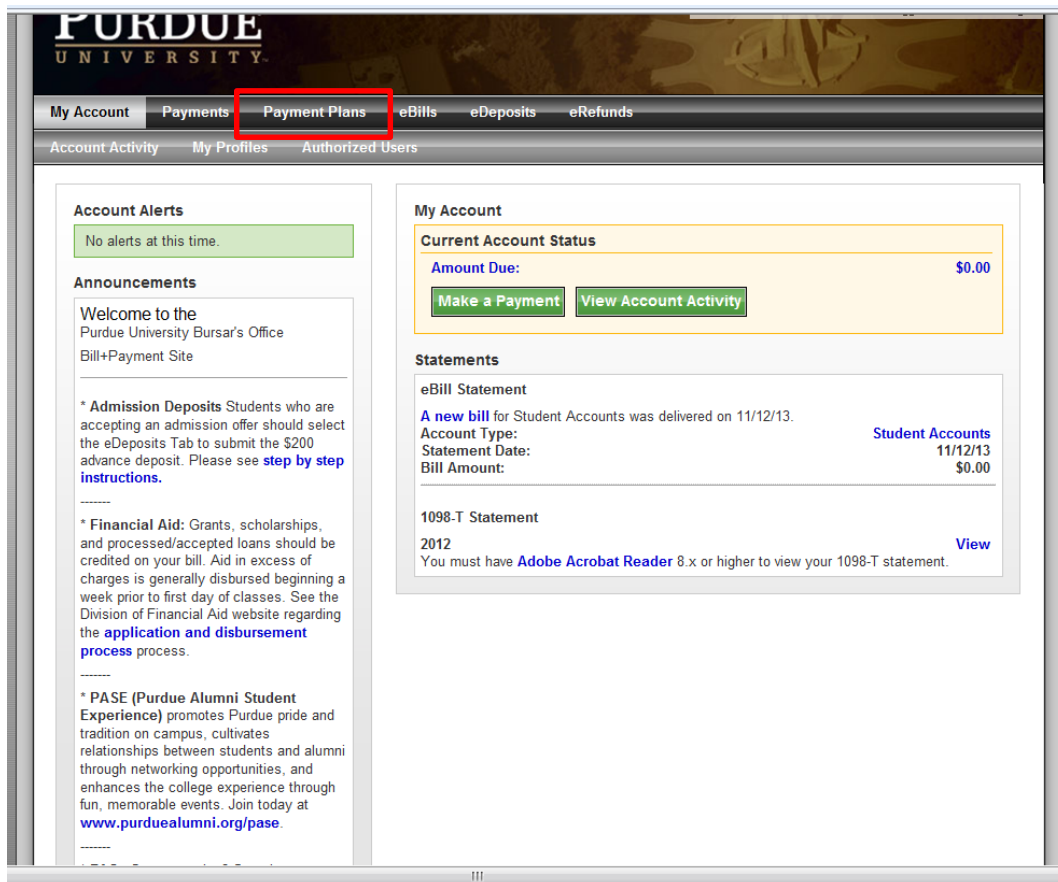 PURDUE
UNIVERSITY
My Account Payments Payment Plans eBills eDeposits eRefunds
Account Activity My Profiles Authorized Users
Account Alerts
No alerts at this time.
Announcements
Welcome to the
Purdue University Bursar's Office
Bill+Payment Site
* Admission Deposits Students who are
accepting an admission offer should select
the eDeposits Tab to submit the $200
advance deposit. Please see step by step
instructions.
-------
* Financial Aid: Grants, scholarships,
and processed/accepted loans should be
credited on your bill. Aid in excess of
charges is generally disbursed beginning a
week prior to first day of classes. See the
Division of Financial Aid website regarding
the application and disbursement
process process.
-------
* PASE (Purdue Alumni Student
Experience) promotes Purdue pride and
tradition on campus, cultivates
relationships between students and alumni
through networking opportunities, and
enhances the college experience through
fun, memorable events. Join today at
www.purduealumni.org/pase.
-------
My Account
Current Account Status
Amount Due: $0.00
Make a Payment View Account Activity
Statements
eBill Statement
A new bill for Student Accounts was delivered on 11/12/13.
Account Type: Student Accounts
Statement Date: 11/12/13
Bill Amount: $0.00
1098-T Statement
2012 View
You must have Adobe Acrobat Reader 8.x or higher to view your 1098-T statement.